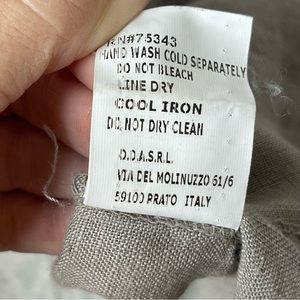 RN#75343
HAND WASH COLD SEPARATELY
DO NOT BLEACH
LINE DRY
COOL IRON
DO NOT DRY CLEAN
D.D.A S.R.L.
VIA DEL MOLINUZZO 61/6
59100 PRATO ITALY